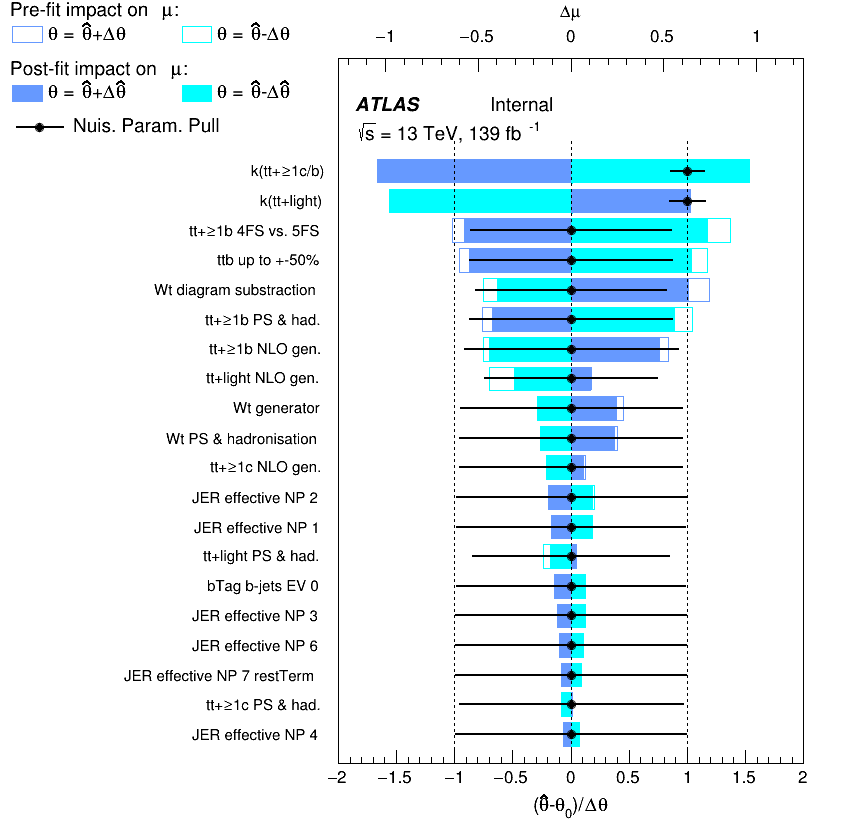 Pre-fit impact on μ:
θ = θ̂+Δθ θ = θ̂-Δθ
Post-fit impact on μ:
θ = θ̂+Δθ̂ θ = θ̂-Δθ̂
Nuis. Param. Pull
Δμ
−1 −0.5 0 0.5 1
ATLAS Internal
√s = 13 TeV, 139 fb⁻¹
k(tt+≥1c/b)
k(tt+light)
tt+≥1b 4FS vs. 5FS
ttb up to +-50%
Wt diagram substraction
tt+≥1b PS & had.
tt+≥1b NLO gen.
tt+light NLO gen.
Wt generator
Wt PS & hadronisation
tt+≥1c NLO gen.
JER effective NP 2
JER effective NP 1
tt+light PS & had.
bTag b-jets EV 0
JER effective NP 3
JER effective NP 6
JER effective NP 7 restTerm
tt+≥1c PS & had.
JER effective NP 4
−2 −1.5 −1 −0.5 0 0.5 1 1.5 2
(θ̂-θ₀)/Δθ